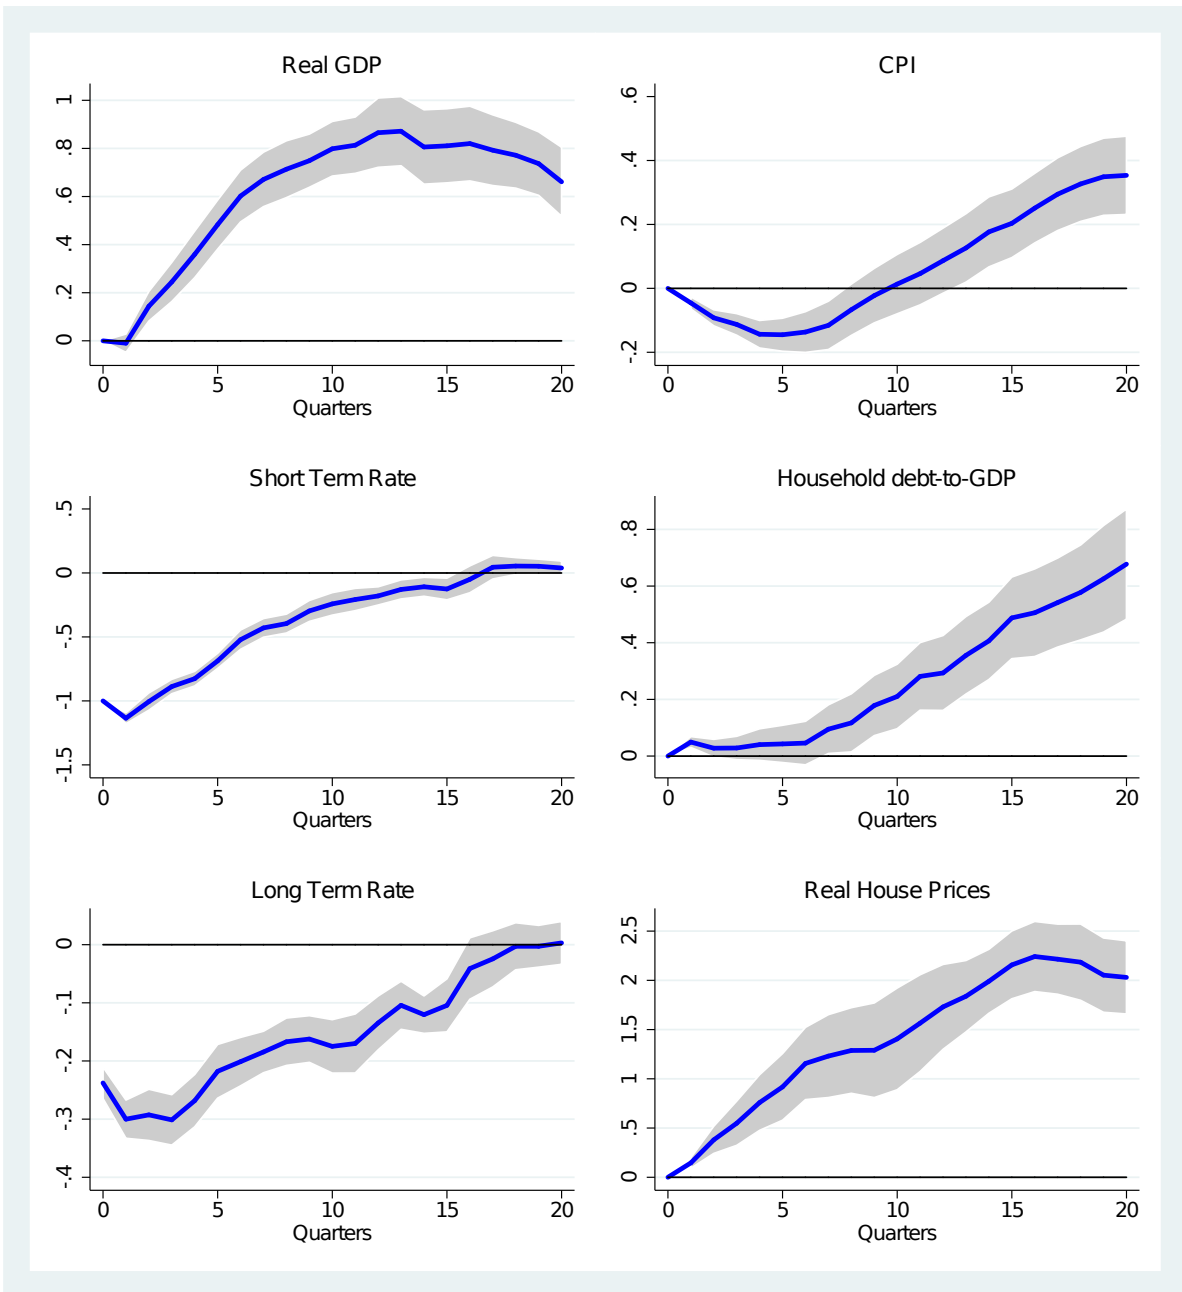 Real GDP
1
.8
.6
.4
.2
0
0 5 10 15 20
Quarters
CPI
.6
.4
.2
0
-.2
0 5 10 15 20
Quarters
Short Term Rate
.5
0
-.5
-1
-1.5
0 5 10 15 20
Quarters
Household debt-to-GDP
.8
.6
.4
.2
0
0 5 10 15 20
Quarters
Long Term Rate
0
-.1
-.2
-.3
-.4
0 5 10 15 20
Quarters
Real House Prices
2.5
2
1.5
1
.5
0
0 5 10 15 20
Quarters